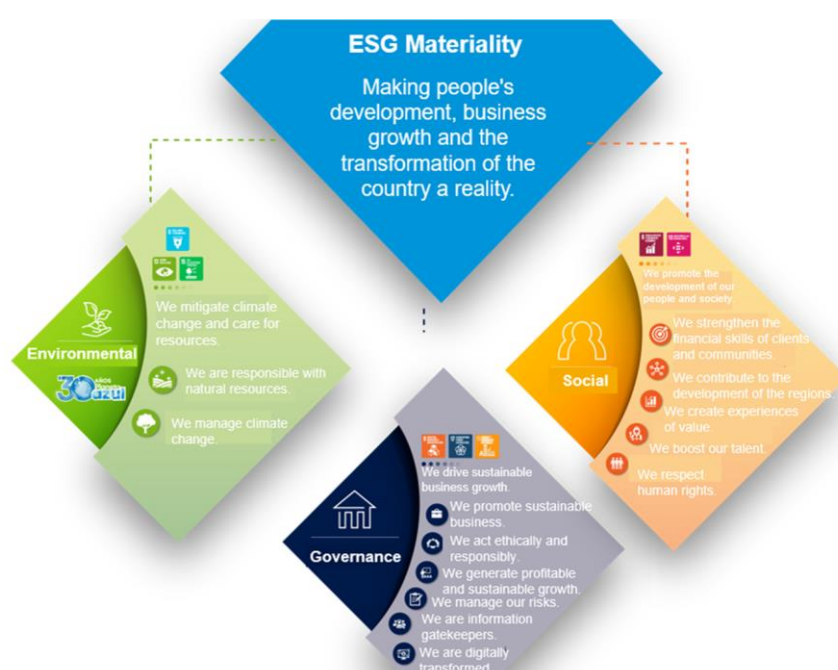 ESG Materiality
Making people's
development, business
growth and the
transformation of the
country a reality.
We mitigate climate
change and care for
resources.
Environmental
30 AÑOS
azul
We are responsible with
natural resources.
We manage climate
change.
We promote the
development of our
people and society
Social
We strengthen the
financial skills of clients
and communities.
We contribute to the
development of the regions.
We create experiences
of value.
We boost our talent.
We respect
human rights.
We drive sustainable
business growth.
Governance
We promote sustainable
business.
We act ethically and
responsibly.
We generate profitable
and sustainable growth.
We manage our risks.
We are information
gatekeepers.
We are digitally
transformed